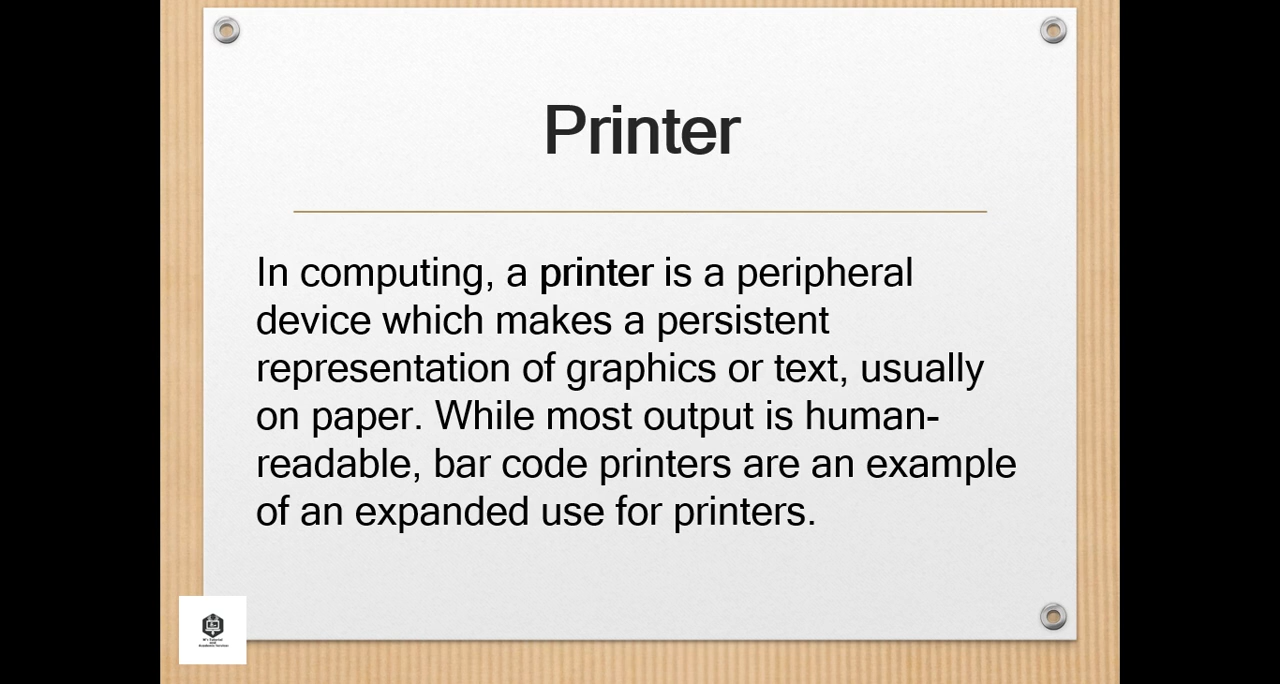 Printer
In computing, a printer is a peripheral
device which makes a persistent
representation of graphics or text, usually
on paper. While most output is human-
readable, bar code printers are an example
of an expanded use for printers.